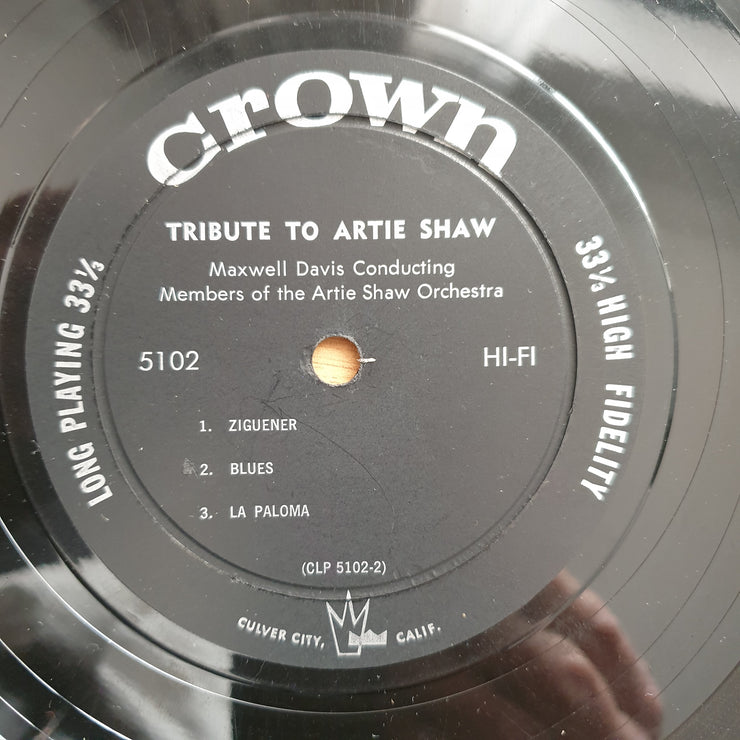 crown
TRIBUTE TO ARTIE SHAW
Maxwell Davis Conducting
Members of the Artie Shaw Orchestra
LONG PLAYING 33⅓
33⅓ HIGH FIDELITY
5102
HI-FI
1. ZIGUENER
2. BLUES
3. LA PALOMA
(CLP 5102-2)
CULVER CITY, CALIF.